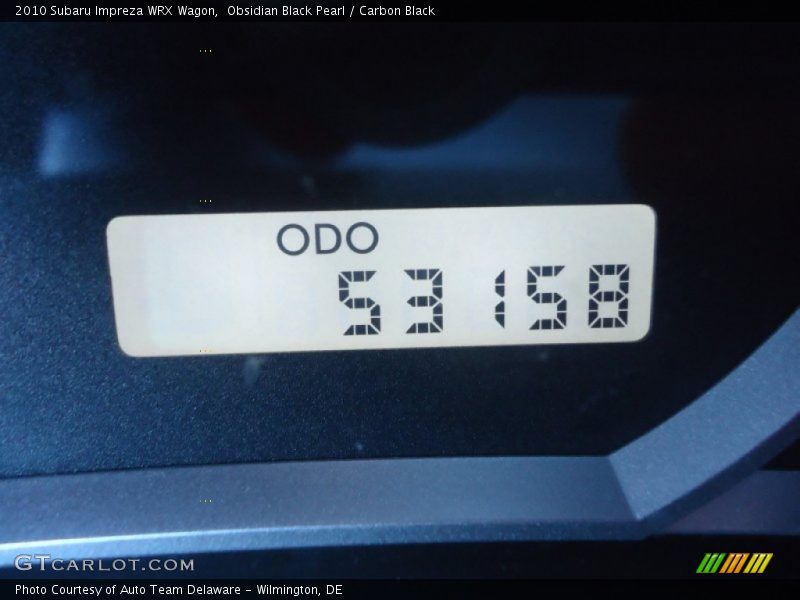 2010 Subaru Impreza WRX Wagon,  Obsidian Black Pearl / Carbon Black
ODO
53158
GTCARLOT.COM
Photo Courtesy of Auto Team Delaware - Wilmington, DE